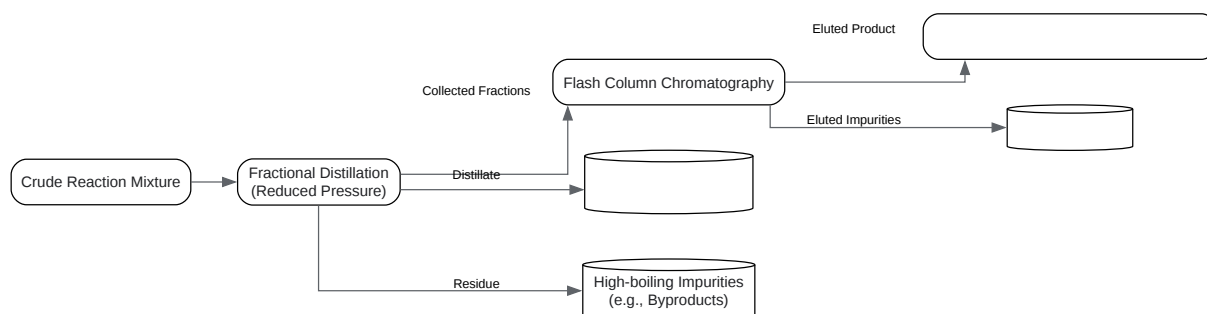 Eluted Product
Flash Column Chromatography
Collected Fractions
Eluted Impurities
Crude Reaction Mixture
Fractional Distillation
(Reduced Pressure)
Distillate
Residue
High-boiling Impurities
(e.g., Byproducts)